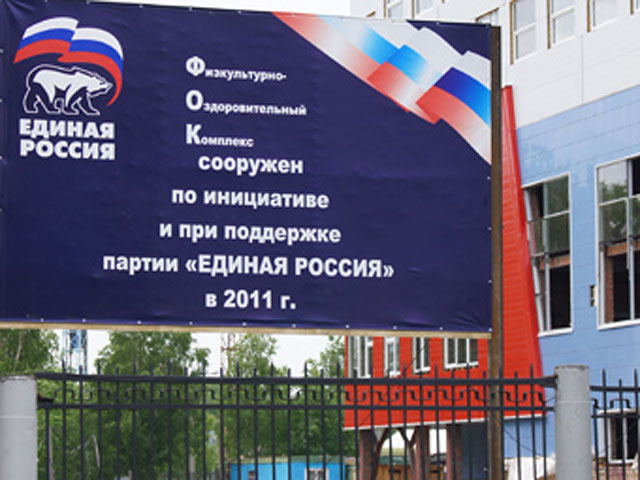 ЕДИНАЯ
РОССИЯ
Физкультурно-
Оздоровительный
Комплекс
сооружен
по инициативе
и при поддержке
партии «ЕДИНАЯ РОССИЯ»
в 2011 г.